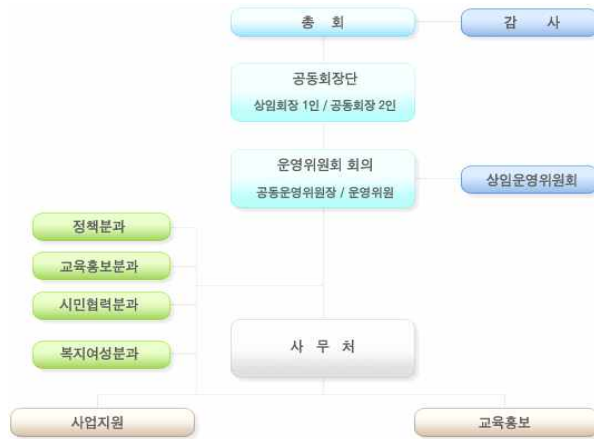 총 회
감 사
공동회장단
상임회장 1인 / 공동회장 2인
운영위원회 회의
공동운영위원장 / 운영위원
상임운영위원회
정책분과
교육홍보분과
시민협력분과
복지여성분과
사 무 처
사업지원
교육홍보